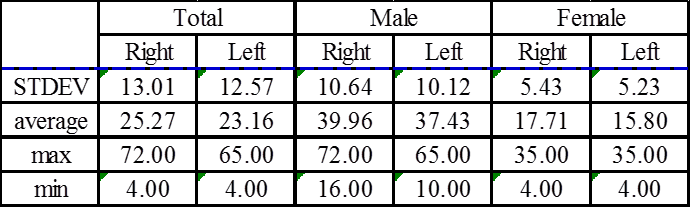 Total Male Female
Right Left Right Left Right Left
STDEV 13.01 12.57 10.64 10.12 5.43 5.23
average 25.27 23.16 39.96 37.43 17.71 15.80
max 72.00 65.00 72.00 65.00 35.00 35.00
min 4.00 4.00 16.00 10.00 4.00 4.00